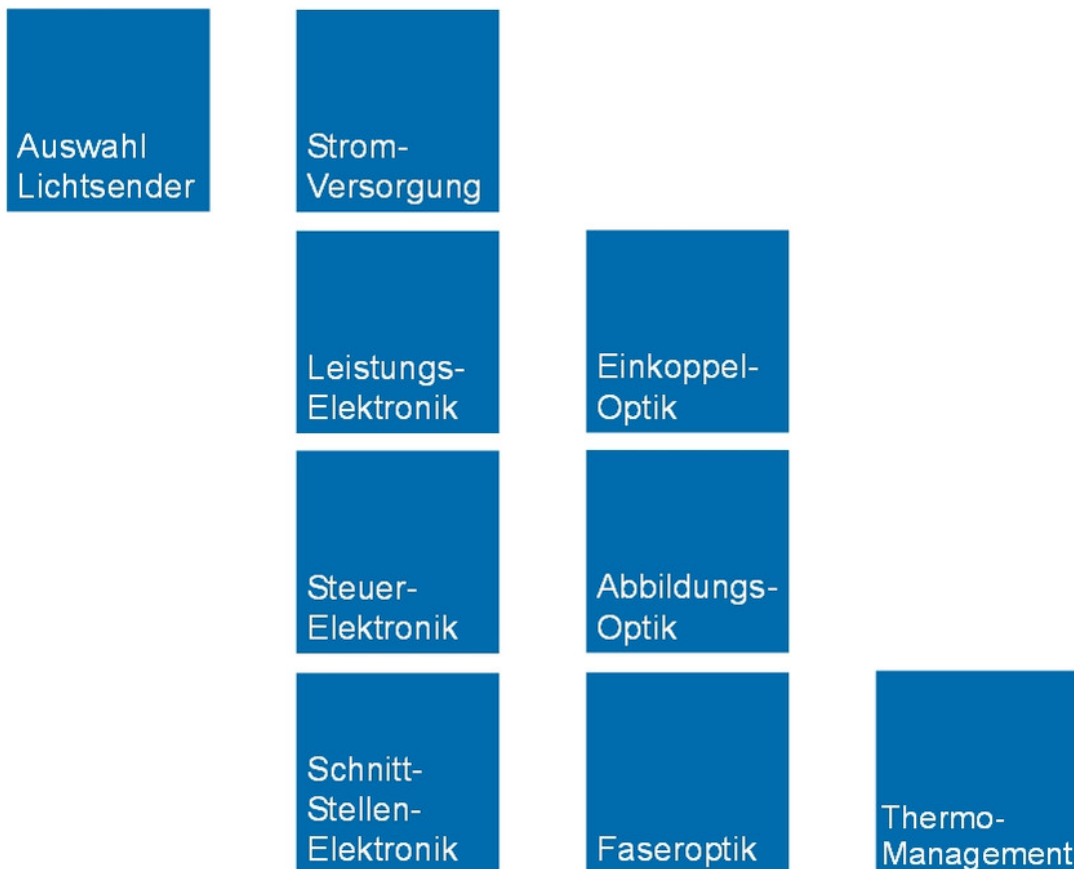 Auswahl
Lichtsender
Strom-
Versorgung
Leistungs-
Elektronik
Einkoppel-
Optik
Steuer-
Elektronik
Abbildungs-
Optik
Schnitt-
Stellen-
Elektronik
Faseroptik
Thermo-
Management